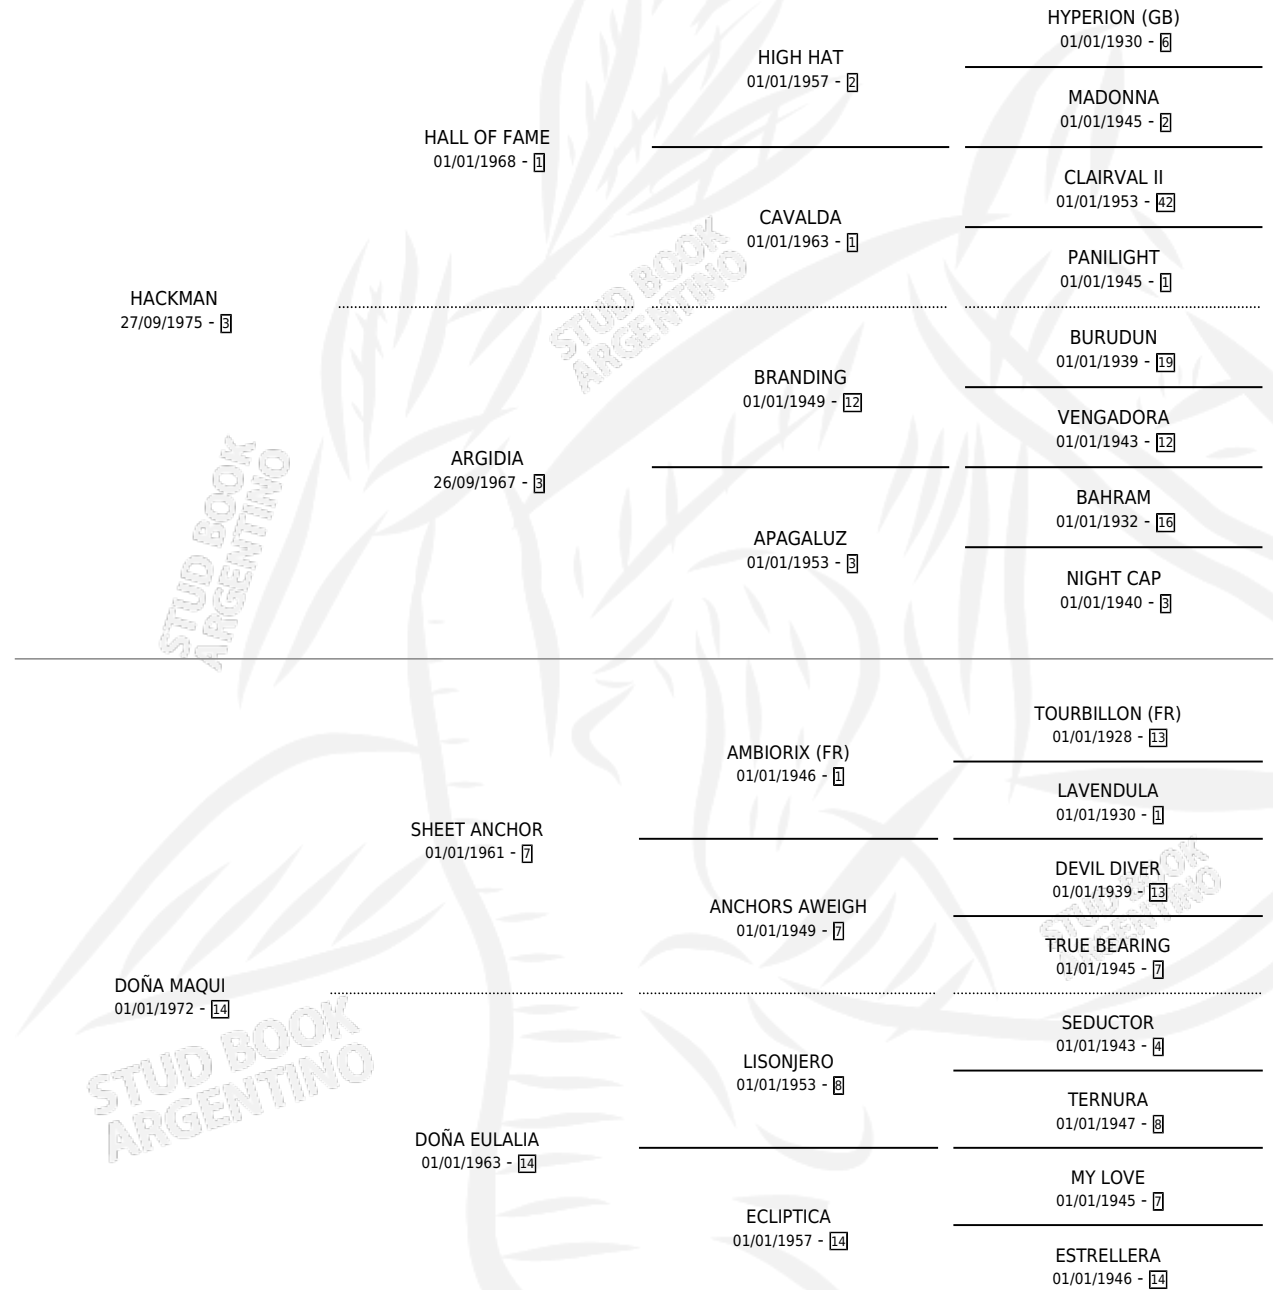 HYPERION (GB)
01/01/1930 - 6
HIGH HAT
01/01/1957 - 2
MADONNA
01/01/1945 - 2
HALL OF FAME
01/01/1968 - 1
CLAIRVAL II
01/01/1953 - 42
CAVALDA
01/01/1963 - 1
PANILIGHT
01/01/1945 - 1
HACKMAN
27/09/1975 - 3
BURUDUN
01/01/1939 - 19
BRANDING
01/01/1949 - 12
VENGADORA
01/01/1943 - 12
ARGIDIA
26/09/1967 - 3
BAHRAM
01/01/1932 - 16
APAGALUZ
01/01/1953 - 3
NIGHT CAP
01/01/1940 - 3
STUD BOOK
ARGENTINO
STUD BOOK
ARGENTINO
TOURBILLON (FR)
01/01/1928 - 13
AMBIORIX (FR)
01/01/1946 - 1
LAVENDULA
01/01/1930 - 1
SHEET ANCHOR
01/01/1961 - 7
DEVIL DIVER
01/01/1939 - 13
ANCHORS AWEIGH
01/01/1949 - 7
TRUE BEARING
01/01/1945 - 7
DOÑA MAQUI
01/01/1972 - 14
SEDUCTOR
01/01/1943 - 4
LISONJERO
01/01/1953 - 8
TERNURA
01/01/1947 - 8
DOÑA EULALIA
01/01/1963 - 14
MY LOVE
01/01/1945 - 7
ECLIPTICA
01/01/1957 - 14
ESTRELLERA
01/01/1946 - 14
STUD BOOK
ARGENTINO
STUD BOOK
ARGENTINO